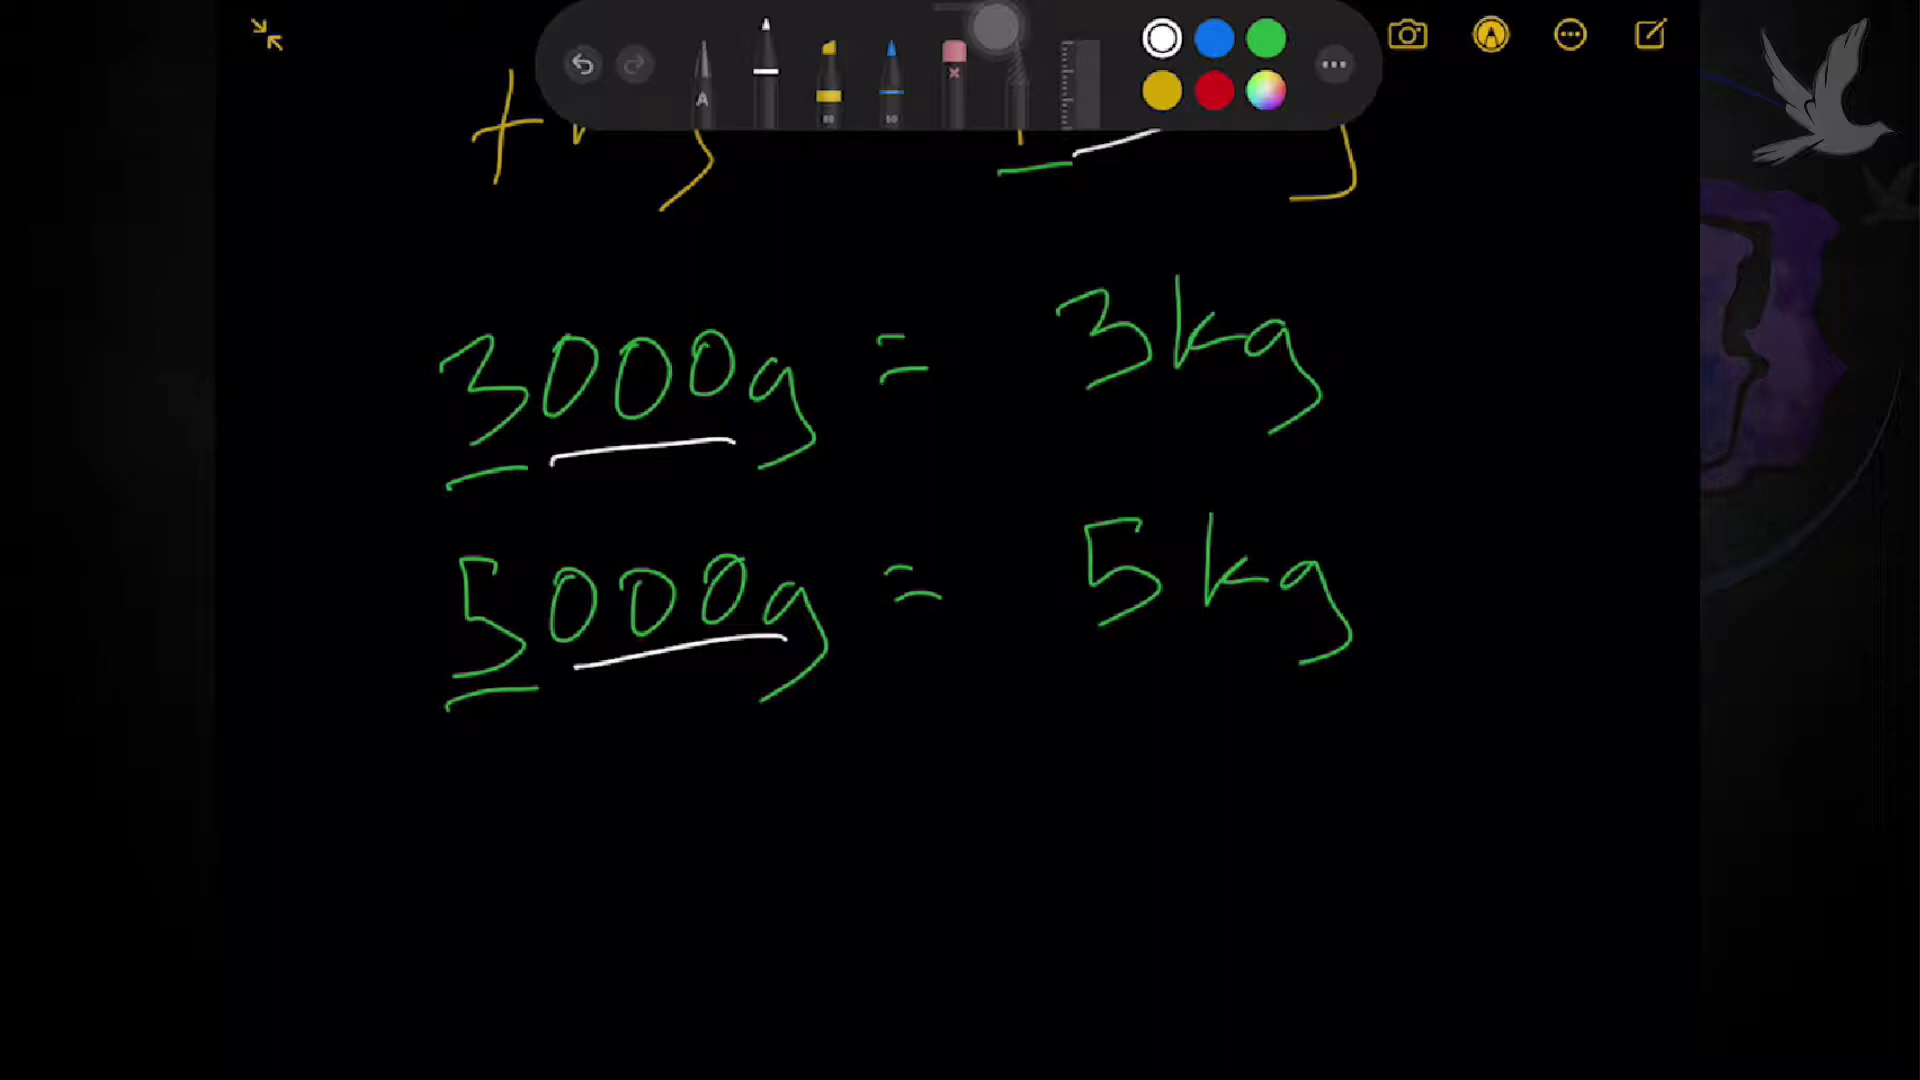 3000g = 3kg
5000g = 5kg